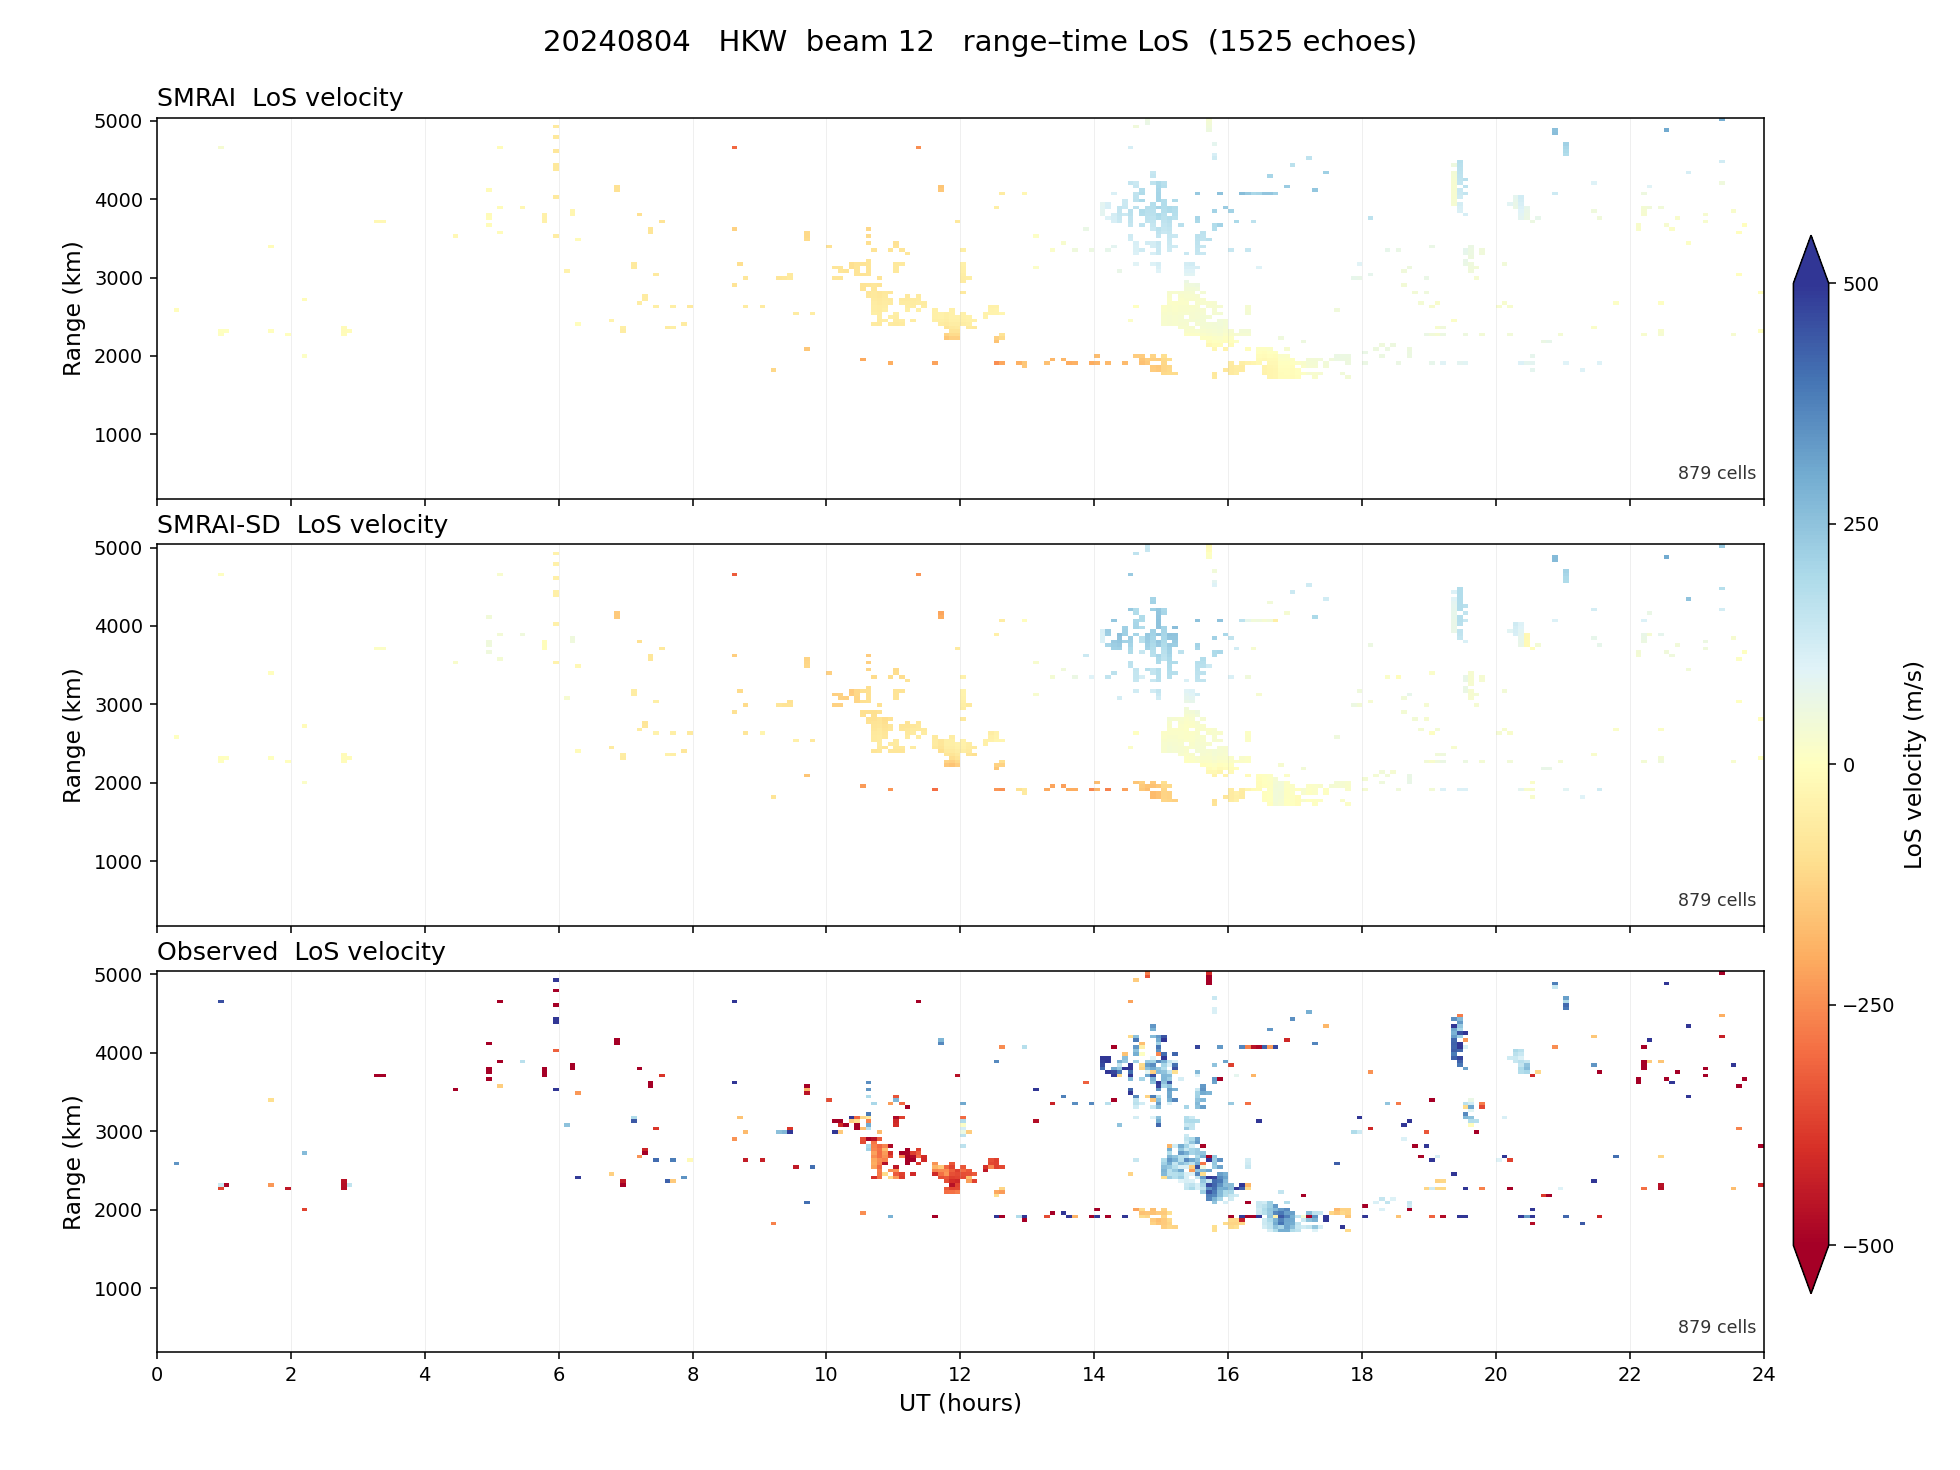 20240804   HKW  beam 12   range–time LoS  (1525 echoes)
SMRAI  LoS velocity
5000
4000
3000
2000
1000
Range (km)
879 cells
SMRAI-SD  LoS velocity
5000
4000
3000
2000
1000
Range (km)
879 cells
Observed  LoS velocity
5000
4000
3000
2000
1000
Range (km)
879 cells
0 2 4 6 8 10 12 14 16 18 20 22 24
UT (hours)
500
250
0
−250
−500
LoS velocity (m/s)